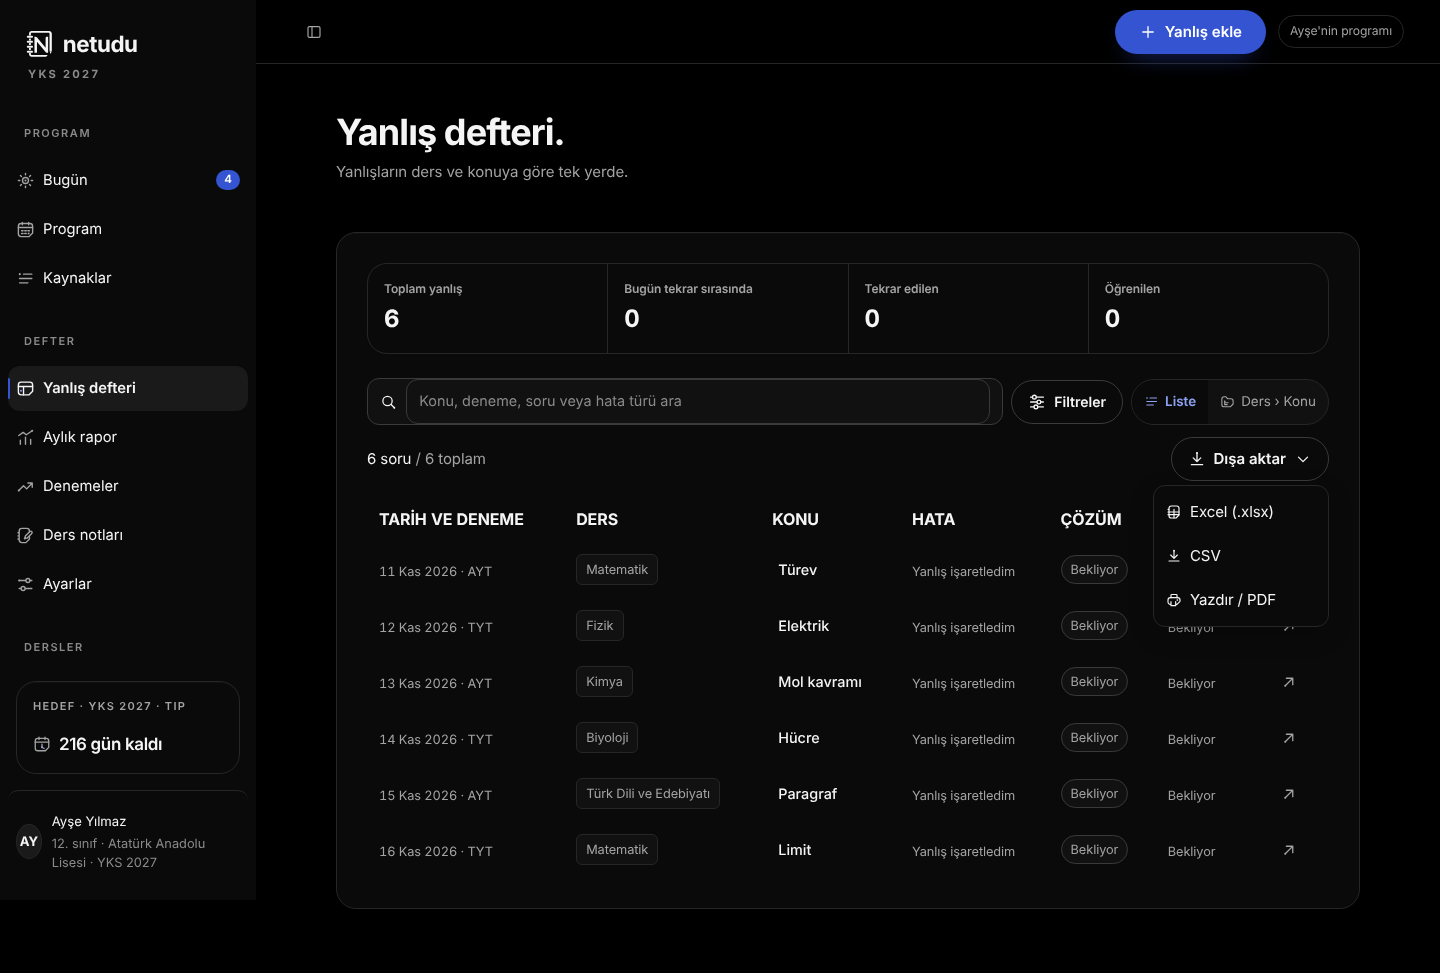 netudu
YKS 2027
PROGRAM
Bugün 4
Program
Kaynaklar
DEFTER
Yanlış defteri
Aylık rapor
Denemeler
Ders notları
Ayarlar
DERSLER
HEDEF · YKS 2027 · TIP
216 gün kaldı
AY
Ayşe Yılmaz
12. sınıf · Atatürk Anadolu
Lisesi · YKS 2027
Yanlış ekle
Ayşe'nin programı
Yanlış defteri.
Yanlışların ders ve konuya göre tek yerde.
Toplam yanlış
6
Bugün tekrar sırasında
0
Tekrar edilen
0
Öğrenilen
0
Konu, deneme, soru veya hata türü ara
Filtreler
Liste
Ders › Konu
6 soru / 6 toplam
Dışa aktar
Excel (.xlsx)
CSV
Yazdır / PDF
TARİH VE DENEME DERS KONU HATA ÇÖZÜM
11 Kas 2026 · AYT Matematik Türev Yanlış işaretledim Bekliyor
12 Kas 2026 · TYT Fizik Elektrik Yanlış işaretledim Bekliyor Bekliyor
13 Kas 2026 · AYT Kimya Mol kavramı Yanlış işaretledim Bekliyor Bekliyor
14 Kas 2026 · TYT Biyoloji Hücre Yanlış işaretledim Bekliyor Bekliyor
15 Kas 2026 · AYT Türk Dili ve Edebiyatı Paragraf Yanlış işaretledim Bekliyor Bekliyor
16 Kas 2026 · TYT Matematik Limit Yanlış işaretledim Bekliyor Bekliyor